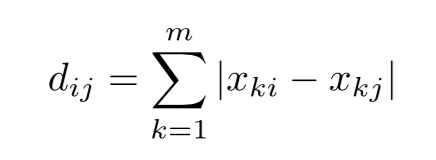 $d_{ij} = \sum_{k=1}^{m} |x_{ki} - x_{kj}|$